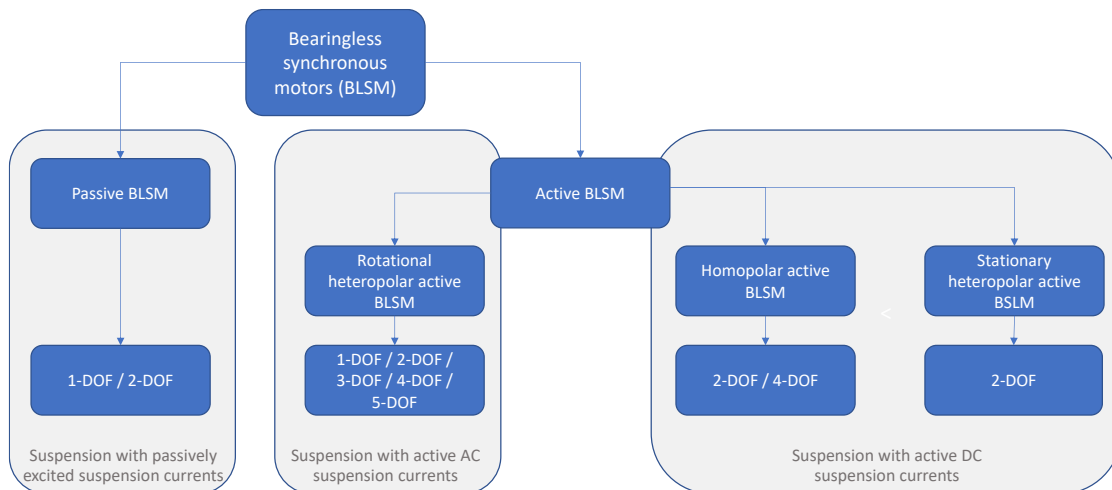 Bearingless
synchronous
motors (BLSM)
Passive BLSM
Active BLSM
Rotational
heteropolar active
BLSM
Homopolar active
BLSM
Stationary
heteropolar active
BSLM
<
1-DOF / 2-DOF
1-DOF / 2-DOF /
3-DOF / 4-DOF /
5-DOF
2-DOF / 4-DOF
2-DOF
Suspension with passively
excited suspension currents
Suspension with active AC
suspension currents
Suspension with active DC
suspension currents